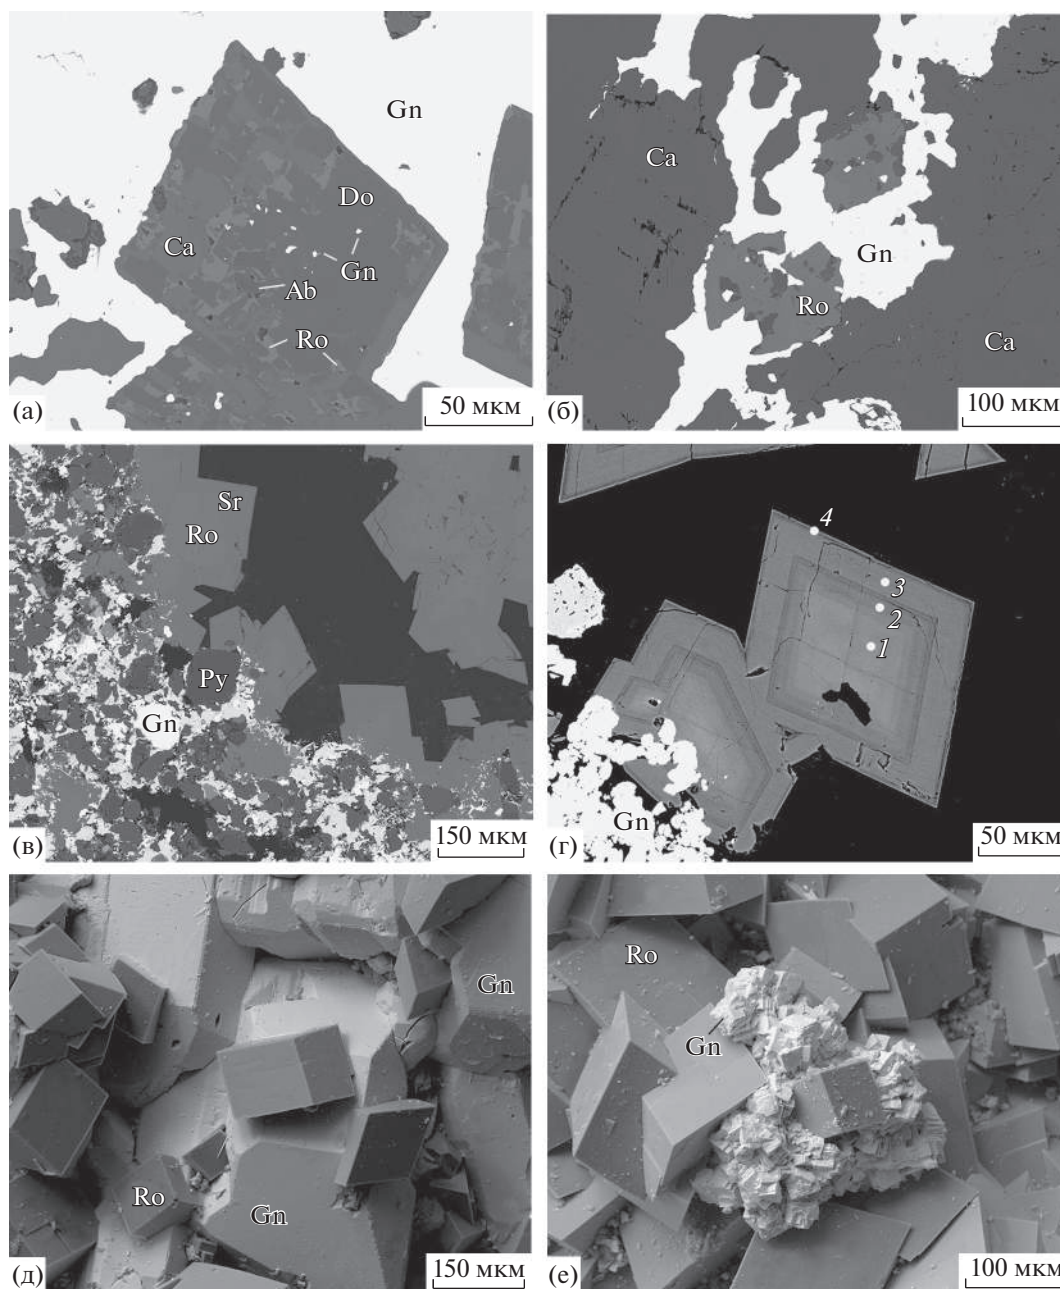 Gn
Do
Ca
Gn
Ab
Ro
(а)
50 мкм
Ca
Gn
Ro
Ca
(б)
100 мкм
Sr
Ro
Py
Gn
(в)
150 мкм
4
3
2
1
Gn
(г)
50 мкм
Gn
Ro
Gn
(д)
150 мкм
Ro
Gn
(е)
100 мкм